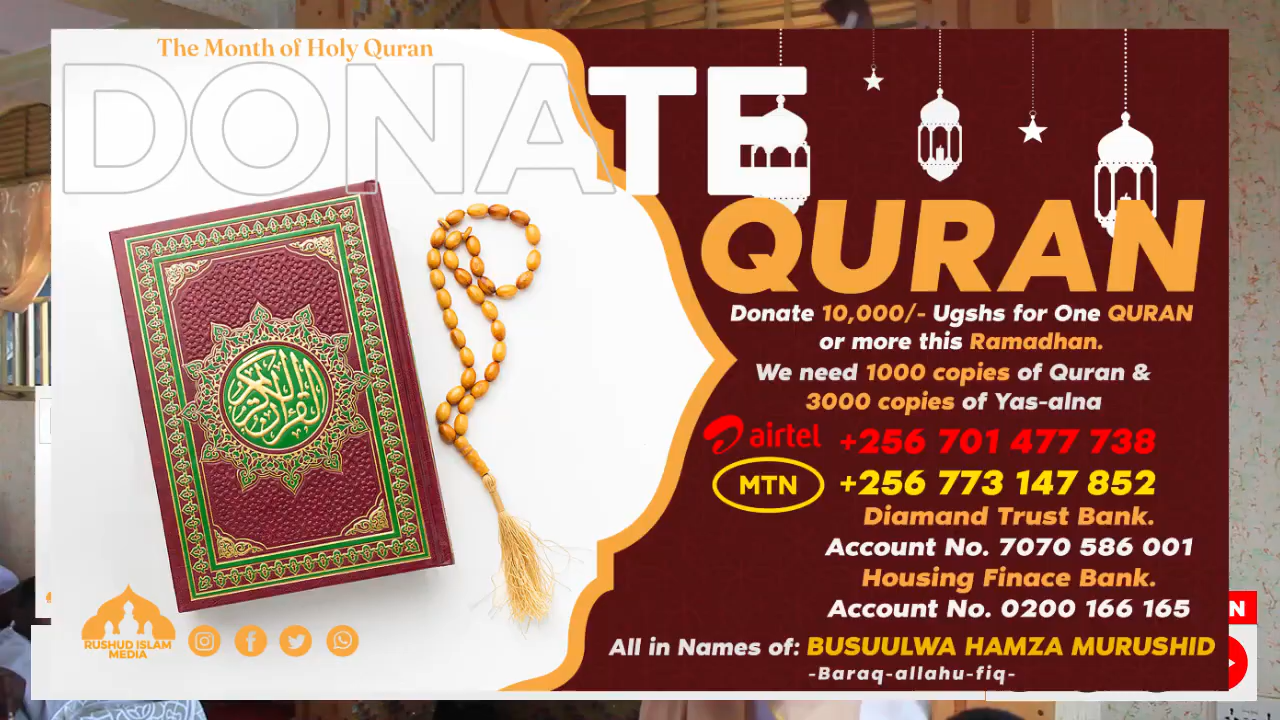 The Month of Holy Quran
DONATE
QURAN
Donate 10,000/- Ugshs for One QURAN
or more this Ramadhan.
We need 1000 copies of Quran &
3000 copies of Yas-alna
airtel +256 701 477 738
MTN +256 773 147 852
Diamand Trust Bank.
Account No. 7070 586 001
Housing Finace Bank.
Account No. 0200 166 165
All in Names of: BUSUULWA HAMZA MURUSHID
-Baraq-allahu-fiq-
القرآن الكريم
RUSHUD ISLAM
MEDIA
N